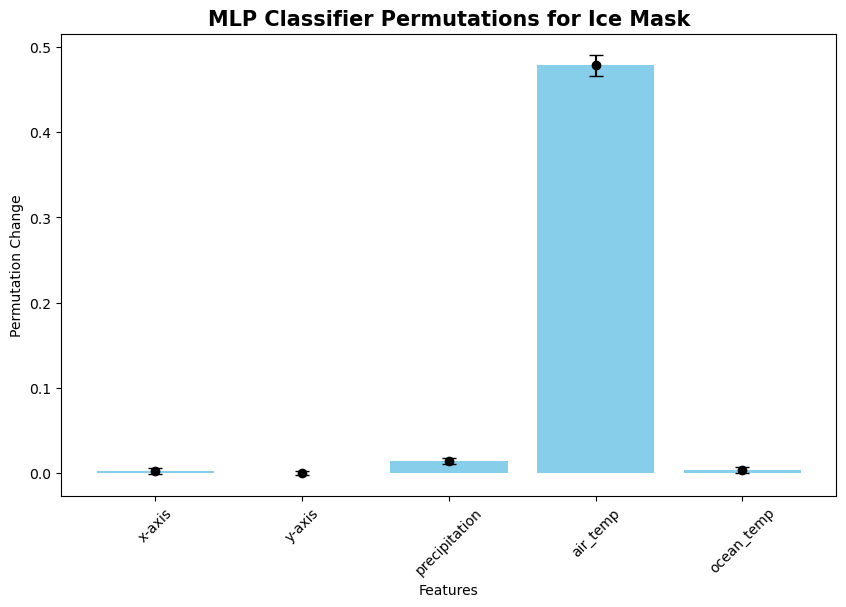 MLP Classifier Permutations for Ice Mask
0.5
0.4
0.3
0.2
0.1
0.0
Permutation Change
x-axis
y-axis
precipitation
air_temp
ocean_temp
Features